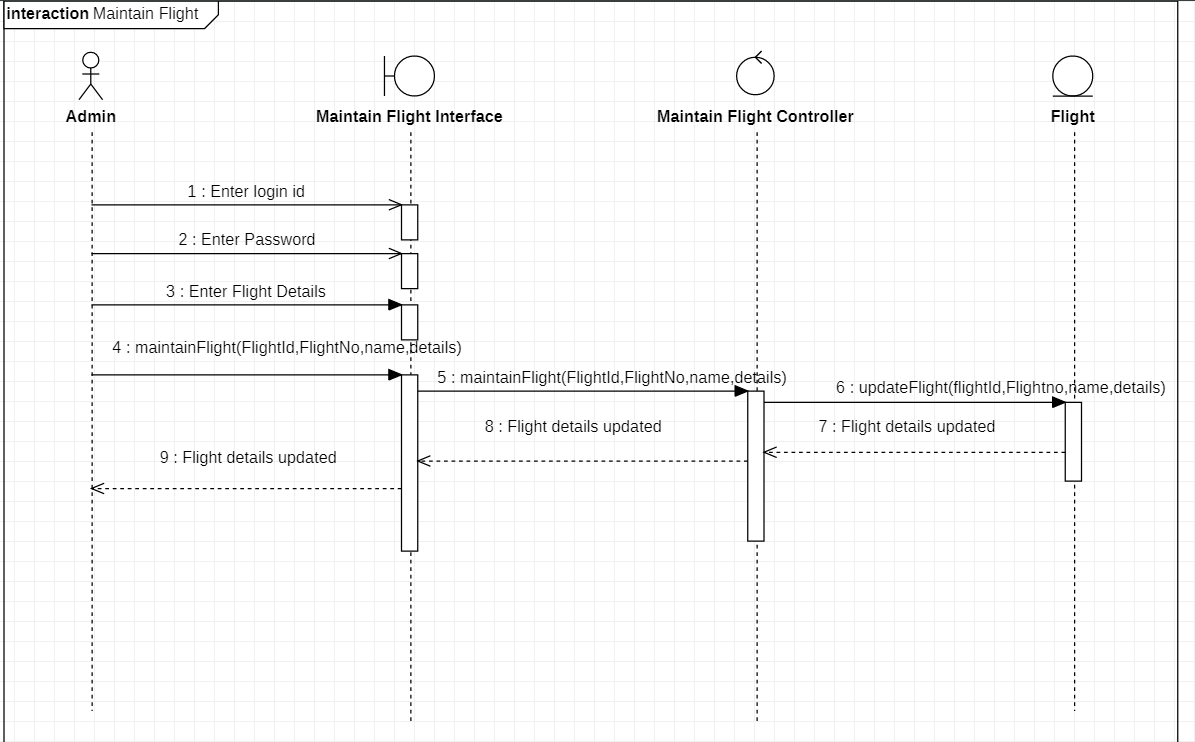 interaction Maintain Flight
Admin
Maintain Flight Interface
Maintain Flight Controller
Flight
1 : Enter login id
2 : Enter Password
3 : Enter Flight Details
4 : maintainFlight(FlightId,FlightNo,name,details)
5 : maintainFlight(FlightId,FlightNo,name,details)
6 : updateFlight(flightId,Flightno,name,details)
8 : Flight details updated
7 : Flight details updated
9 : Flight details updated